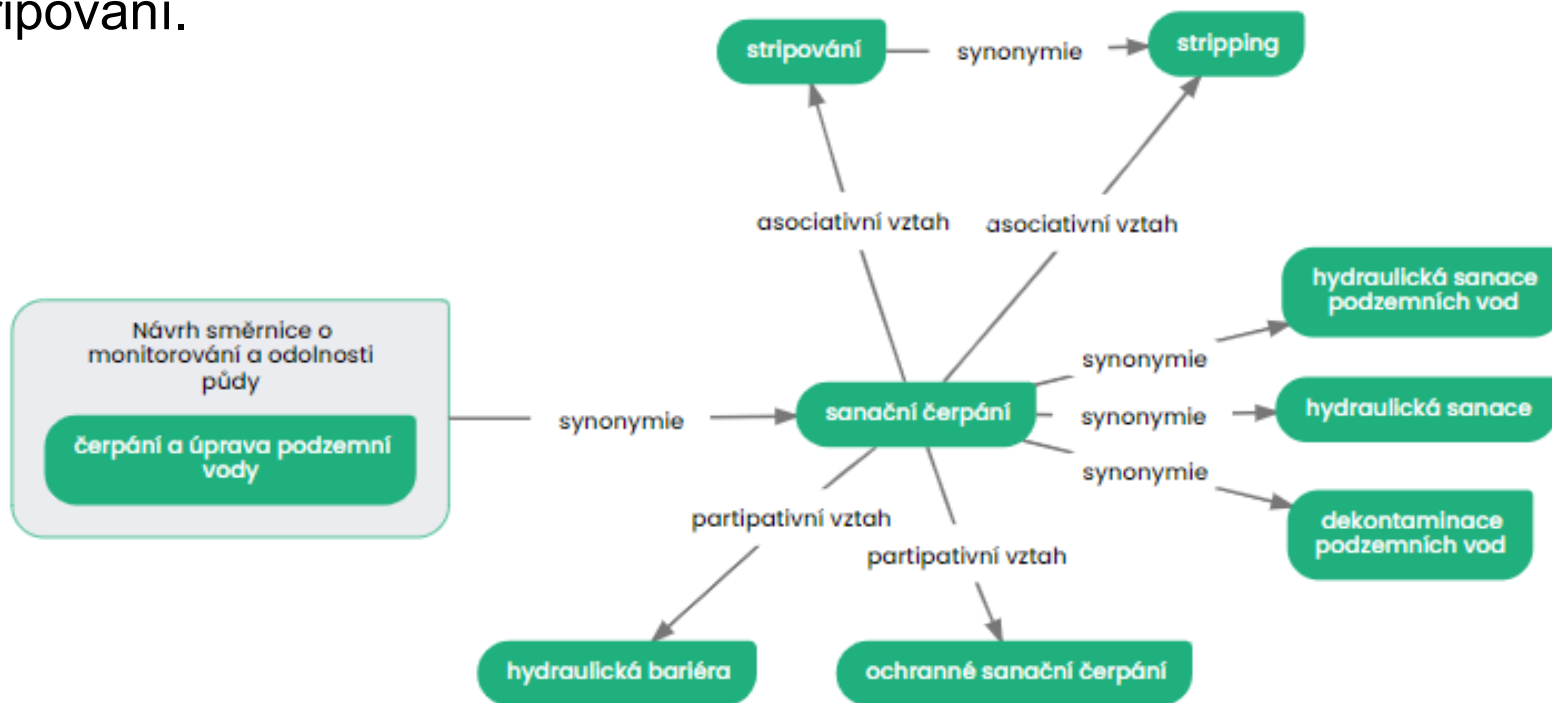 ripování.
stripování
synonymie
stripping
asociativní vztah
asociativní vztah
Návrh směrnice o
monitorování a odolnosti
půdy
čerpání a úprava podzemní
vody
synonymie
sanační čerpání
synonymie
hydraulická sanace
podzemních vod
synonymie
hydraulická sanace
synonymie
dekontaminace
podzemních vod
partipativní vztah
partipativní vztah
hydraulická bariéra
ochranné sanační čerpání